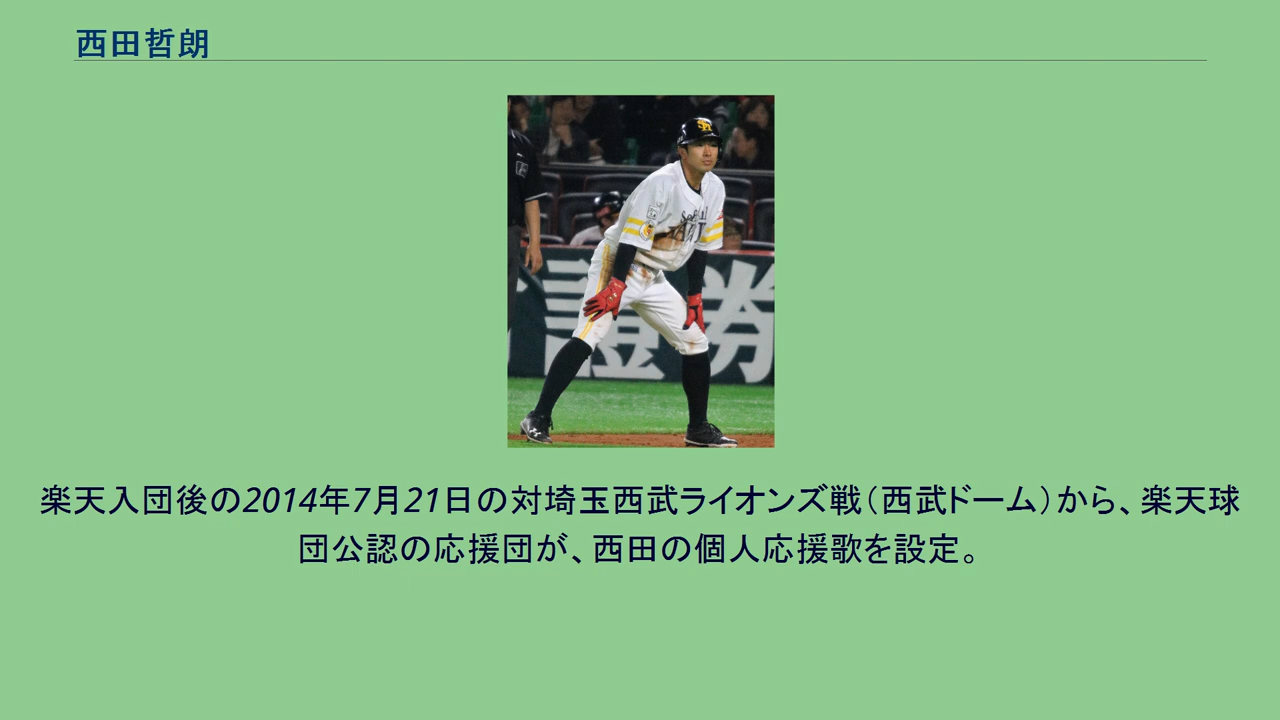 西田哲朗
証券
楽天入団後の2014年7月21日の対埼玉西武ライオンズ戦（西武ドーム）から、楽天球
団公認の応援団が、西田の個人応援歌を設定。